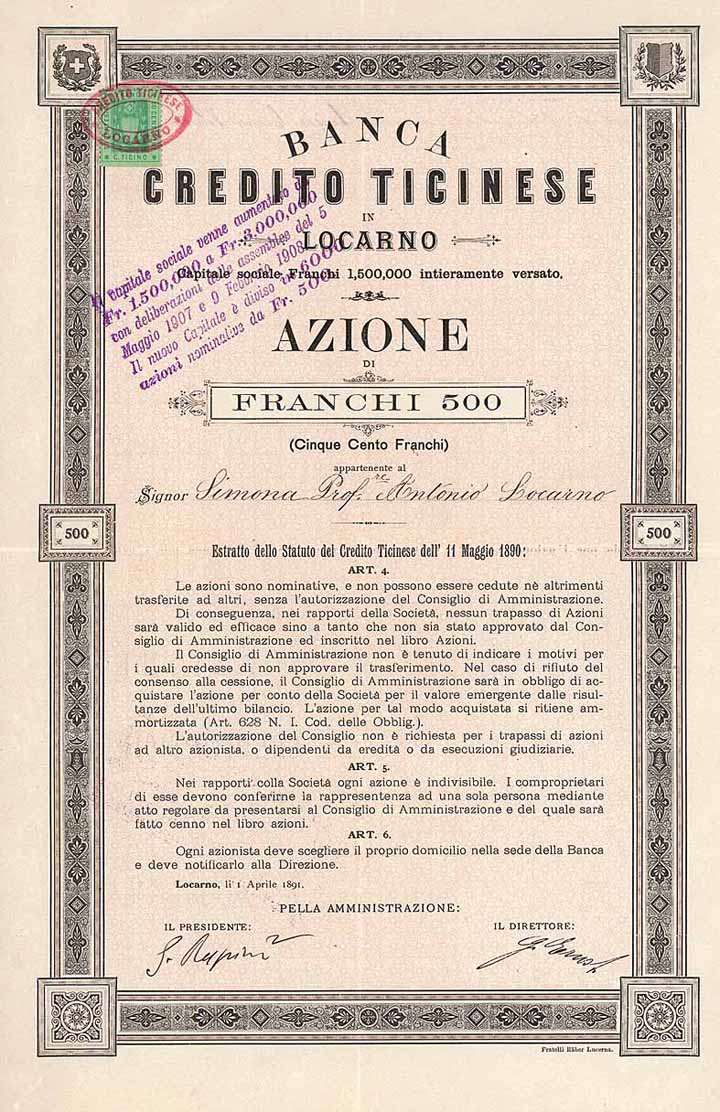 CREDITO TICINESE
LOCARNO
C. TICINO
BANCA
CREDITO TICINESE
IN
LOCARNO
Capitale sociale Franchi 1,500,000 intieramente versato.
Il Capitale sociale venne aumentato da
Fr. 1.500,000 a Fr. 3,000,000
con deliberazioni delle assemblee del 5
Maggio 1907 e 9 Febbraio 1908.
Il nuovo Capitale è diviso in 6000
azioni nominative da Fr. 500
AZIONE
DI
FRANCHI 500
(Cinque Cento Franchi)
appartenente al
Signor Simona Prof.re Antonio Locarno
500
500
Estratto dello Statuto del Credito Ticinese dell' 11 Maggio 1890:
ART. 4.
Le azioni sono nominative, e non possono essere cedute nè altrimenti
trasferite ad altri, senza l'autorizzazione del Consiglio di Amministrazione.
Di conseguenza, nei rapporti della Società, nessun trapasso di Azioni
sarà valido ed efficace sino a tanto che non sia stato approvato dal Con-
siglio di Amministrazione ed inscritto nel libro Azioni.
Il Consiglio di Amministrazione non è tenuto di indicare i motivi per
i quali credesse di non approvare il trasferimento. Nel caso di rifiuto del
consenso alla cessione, il Consiglio di Amministrazione sarà in obbligo di ac-
quistare l'azione per conto della Società per il valore emergente dalle risul-
tanze dell'ultimo bilancio. L'azione per tal modo acquistata si ritiene am-
mortizzata (Art. 628 N. I. Cod. delle Obblig.).
L'autorizzazione del Consiglio non è richiesta per i trapassi di azioni
ad altro azionista, o dipendenti da eredità o da esecuzioni giudiziarie.
ART. 5.
Nei rapporti colla Società ogni azione è indivisibile. I comproprietari
di esse devono conferirne la rappresentenza ad una sola persona mediante
atto regolare da presentarsi al Consiglio di Amministrazione e del quale sarà
fatto cenno nel libro azioni.
ART. 6.
Ogni azionista deve scegliere il proprio domicilio nella sede della Banca
e deve notificarlo alla Direzione.
Locarno, li 1 Aprile 1891.
PELLA AMMINISTRAZIONE:
IL PRESIDENTE:
IL DIRETTORE:
Fratelli Räber Lucerna.